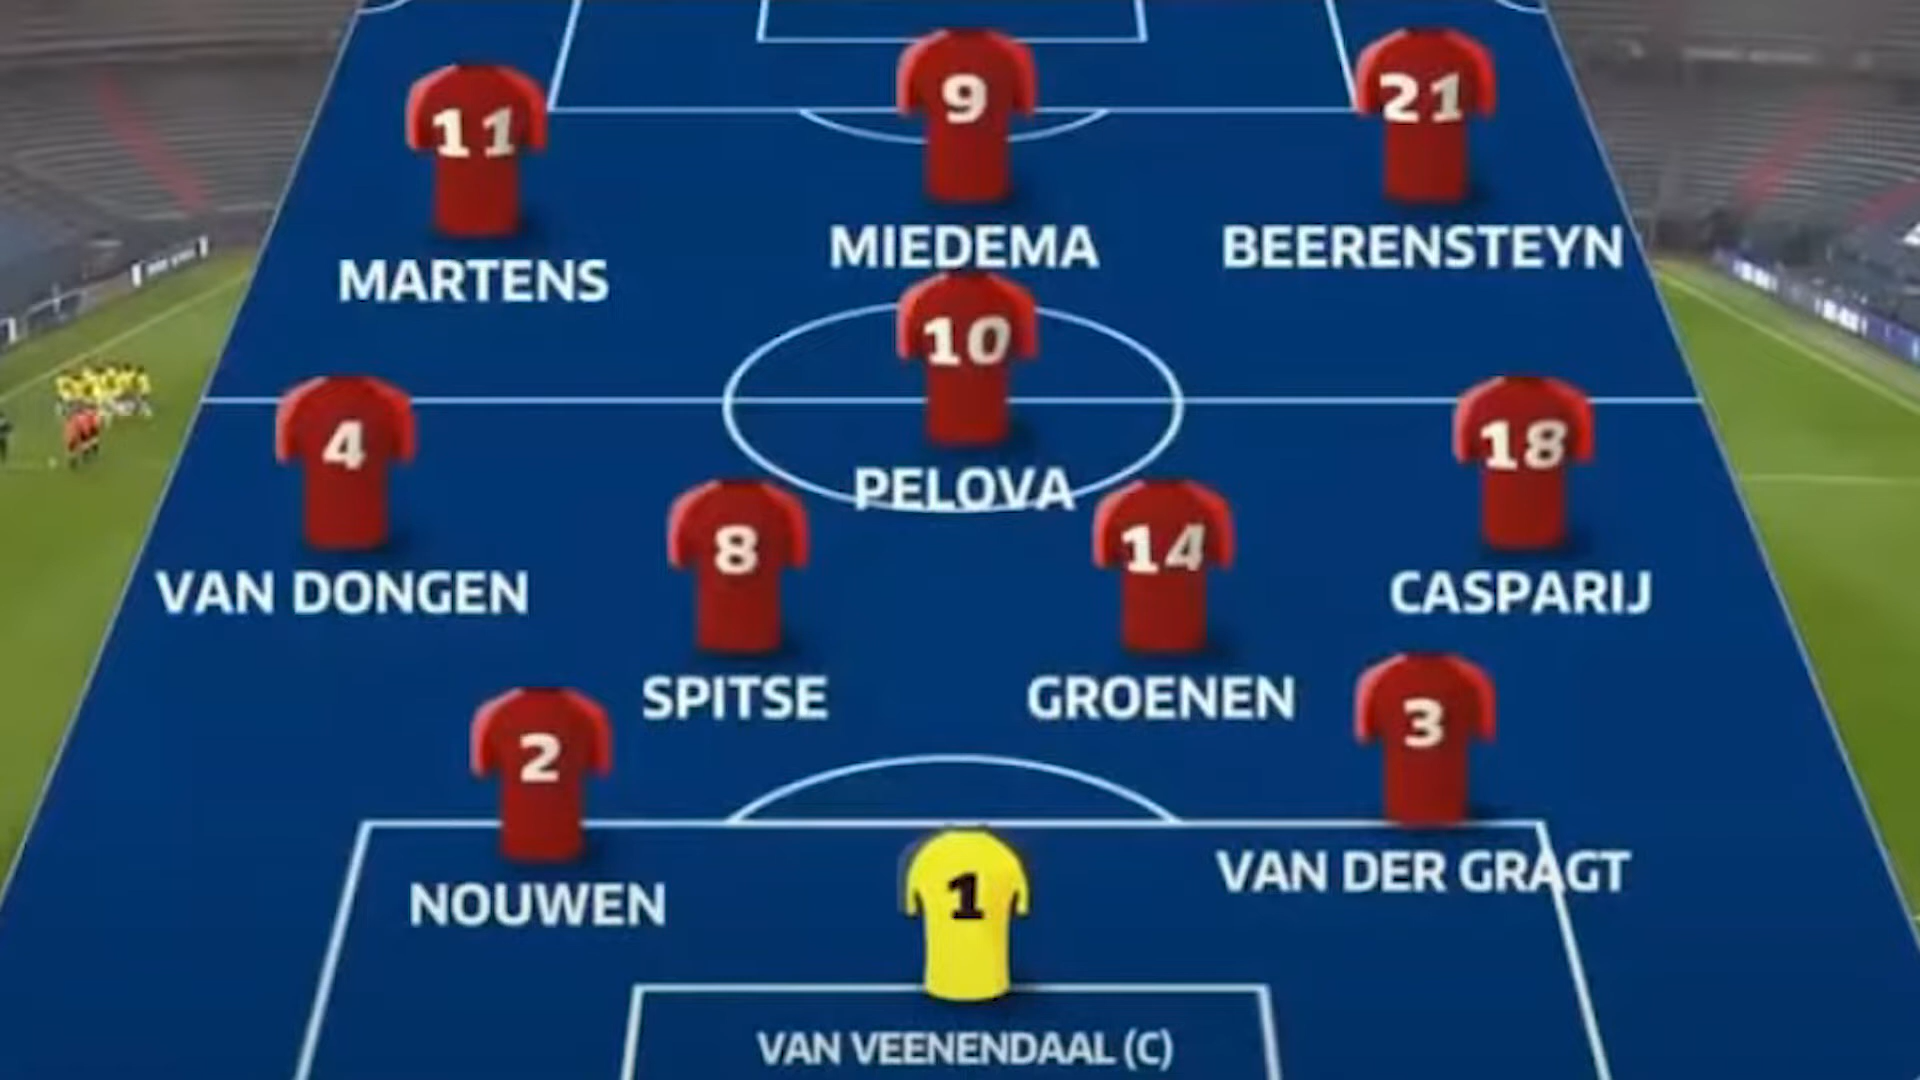 11
MARTENS
9
MIEDEMA
21
BEERENSTEYN
10
PELOVA
4
VAN DONGEN
8
SPITSE
14
GROENEN
18
CASPARIJ
2
NOUWEN
3
VAN DER GRAGT
1
VAN VEENENDAAL (C)